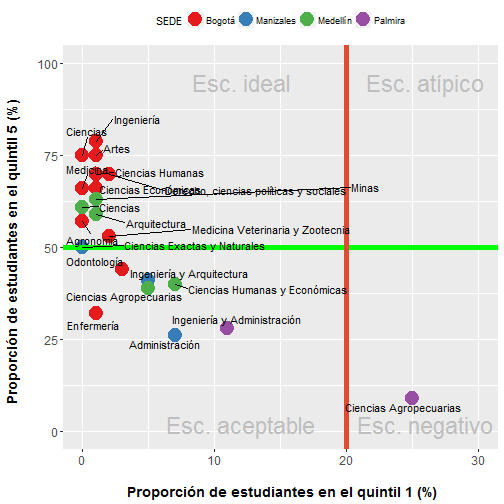 SEDE Bogotá Manizales Medellín Palmira
Proporción de estudiantes en el quintil 5 (%)
100
75
50
25
0
Esc. ideal
Esc. atípico
Ingeniería
Ciencias
Artes
Medicina
Ciencias Humanas
Ciencias Económicas
Derecho, ciencias políticas y sociales
Minas
Ciencias
Arquitectura
Medicina Veterinaria y Zootecnia
Agronomía
Ciencias Exactas y Naturales
Odontología
Ingeniería y Arquitectura
Ciencias Humanas y Económicas
Ciencias Agropecuarias
Ingeniería y Administración
Enfermería
Administración
Ciencias Agropecuarias
Esc. aceptable
Esc. negativo
0
10
20
30
Proporción de estudiantes en el quintil 1 (%)